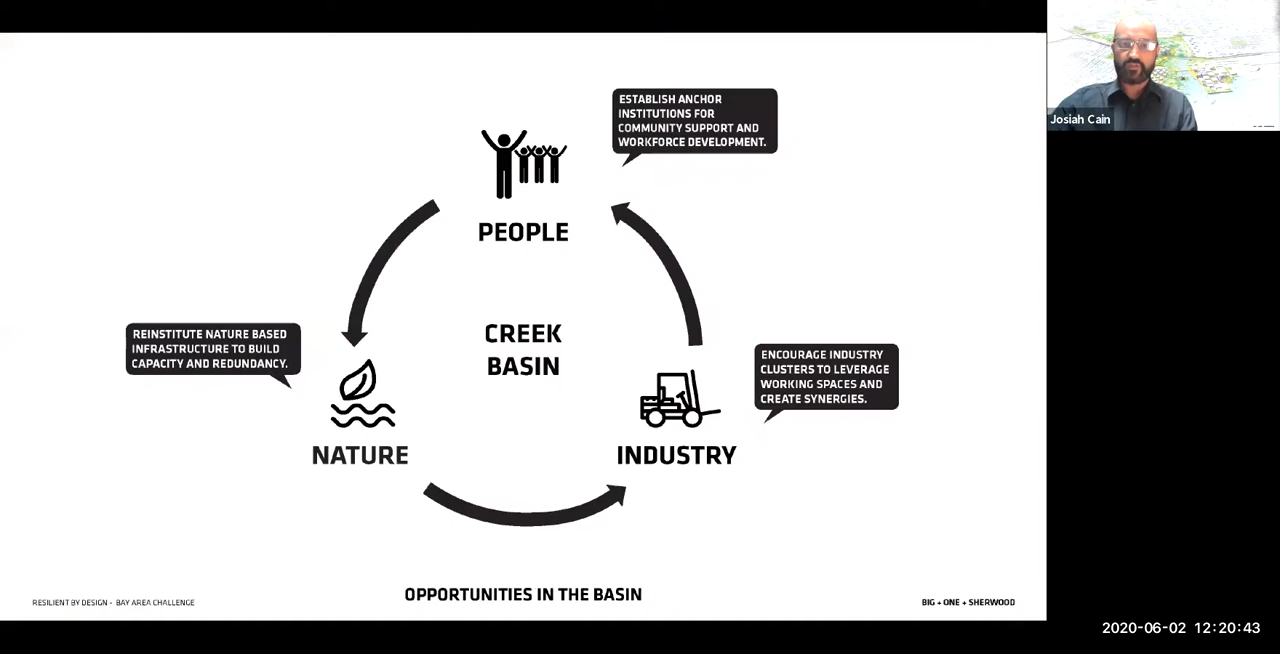 ESTABLISH ANCHOR
INSTITUTIONS FOR
COMMUNITY SUPPORT AND
WORKFORCE DEVELOPMENT.
PEOPLE
REINSTITUTE NATURE BASED
INFRASTRUCTURE TO BUILD
CAPACITY AND REDUNDANCY.
CREEK
BASIN
ENCOURAGE INDUSTRY
CLUSTERS TO LEVERAGE
WORKING SPACES AND
CREATE SYNERGIES.
NATURE
INDUSTRY
OPPORTUNITIES IN THE BASIN
RESILIENT BY DESIGN - BAY AREA CHALLENGE
BIG + ONE + SHERWOOD
Josiah Cain
2020-06-02 12:20:43